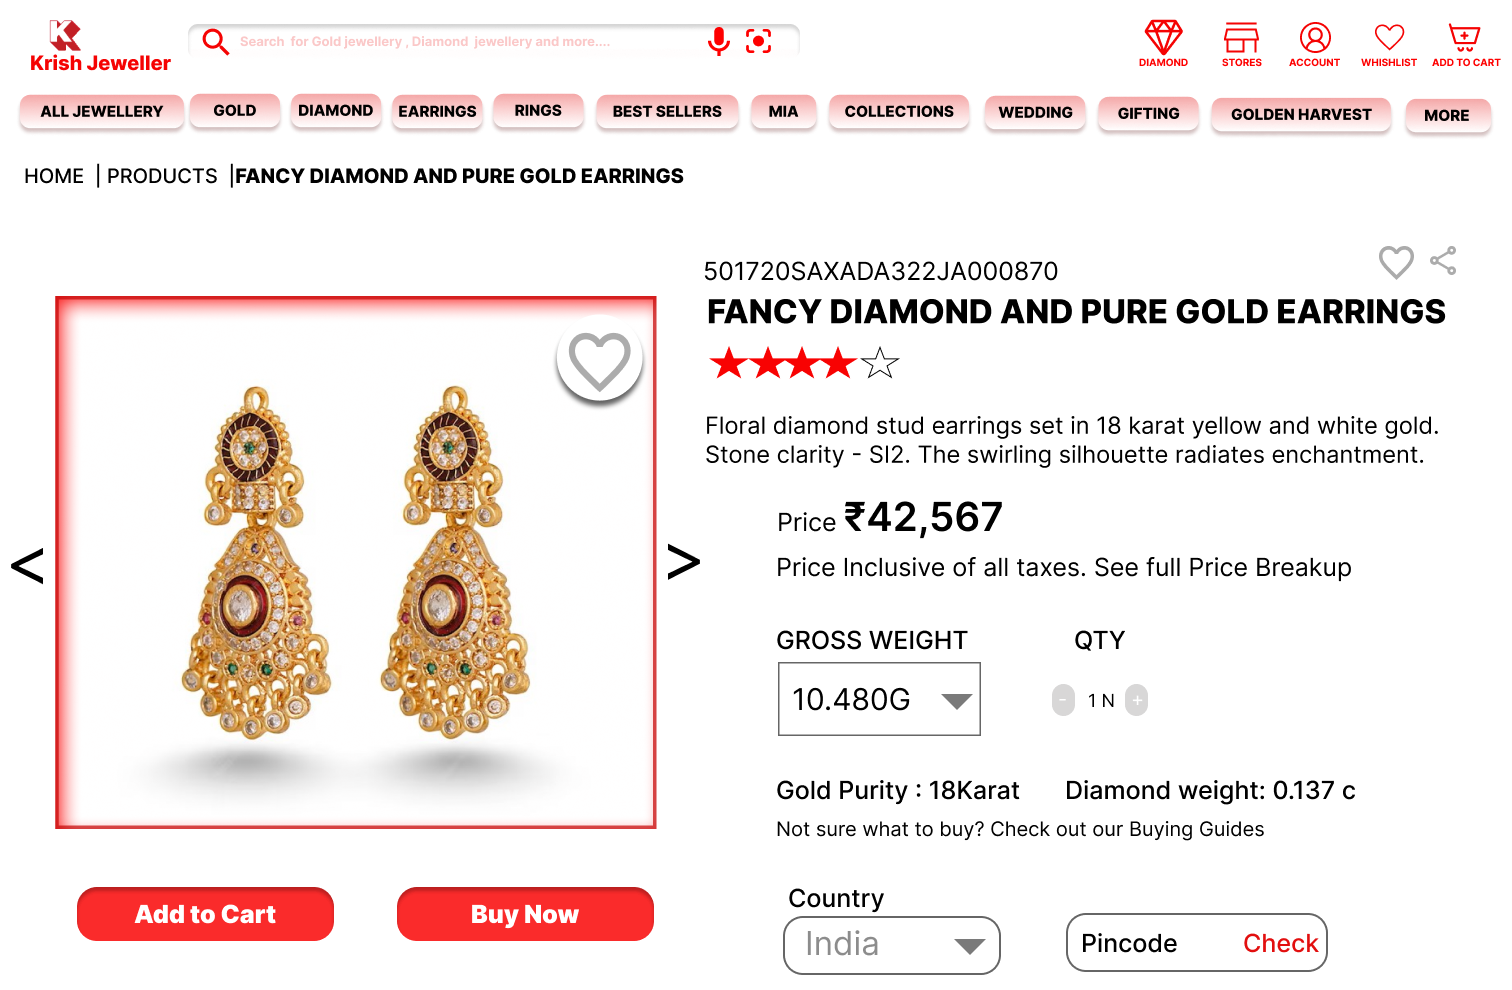 Krish Jeweller
Search for Gold jewellery , Diamond jewellery and more....
DIAMOND
STORES
ACCOUNT
WHISHLIST
ADD TO CART
ALL JEWELLERY
GOLD
DIAMOND
EARRINGS
RINGS
BEST SELLERS
MIA
COLLECTIONS
WEDDING
GIFTING
GOLDEN HARVEST
MORE
HOME | PRODUCTS |FANCY DIAMOND AND PURE GOLD EARRINGS
501720SAXADA322JA000870
FANCY DIAMOND AND PURE GOLD EARRINGS
Floral diamond stud earrings set in 18 karat yellow and white gold.
Stone clarity - SI2. The swirling silhouette radiates enchantment.
Price ₹42,567
Price Inclusive of all taxes. See full Price Breakup
<
>
GROSS WEIGHT
QTY
10.480G
- 1 N +
Gold Purity : 18Karat
Diamond weight: 0.137 c
Not sure what to buy? Check out our Buying Guides
Add to Cart
Buy Now
Country
India
Pincode
Check